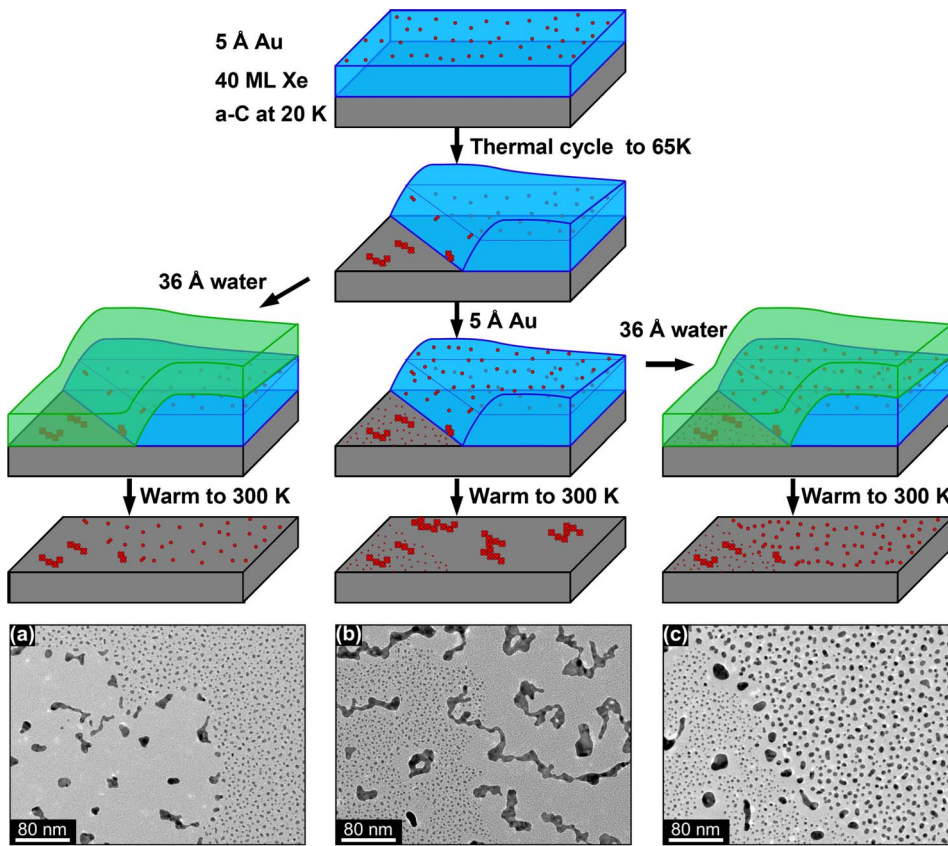 5 Å Au
40 ML Xe
a-C at 20 K
Thermal cycle to 65K
36 Å water
5 Å Au
36 Å water
Warm to 300 K
Warm to 300 K
Warm to 300 K
(a)
(b)
(c)
80 nm
80 nm
80 nm